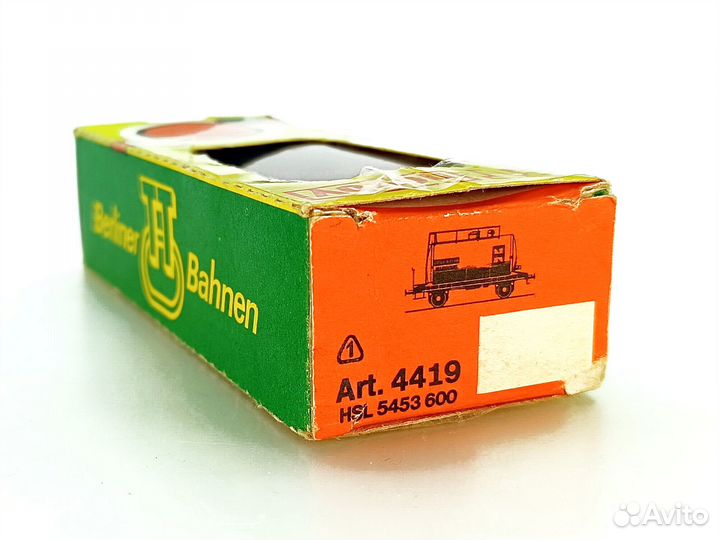 Berliner
Bahnen
1
Art. 4419
HSL 5453 600
Avito